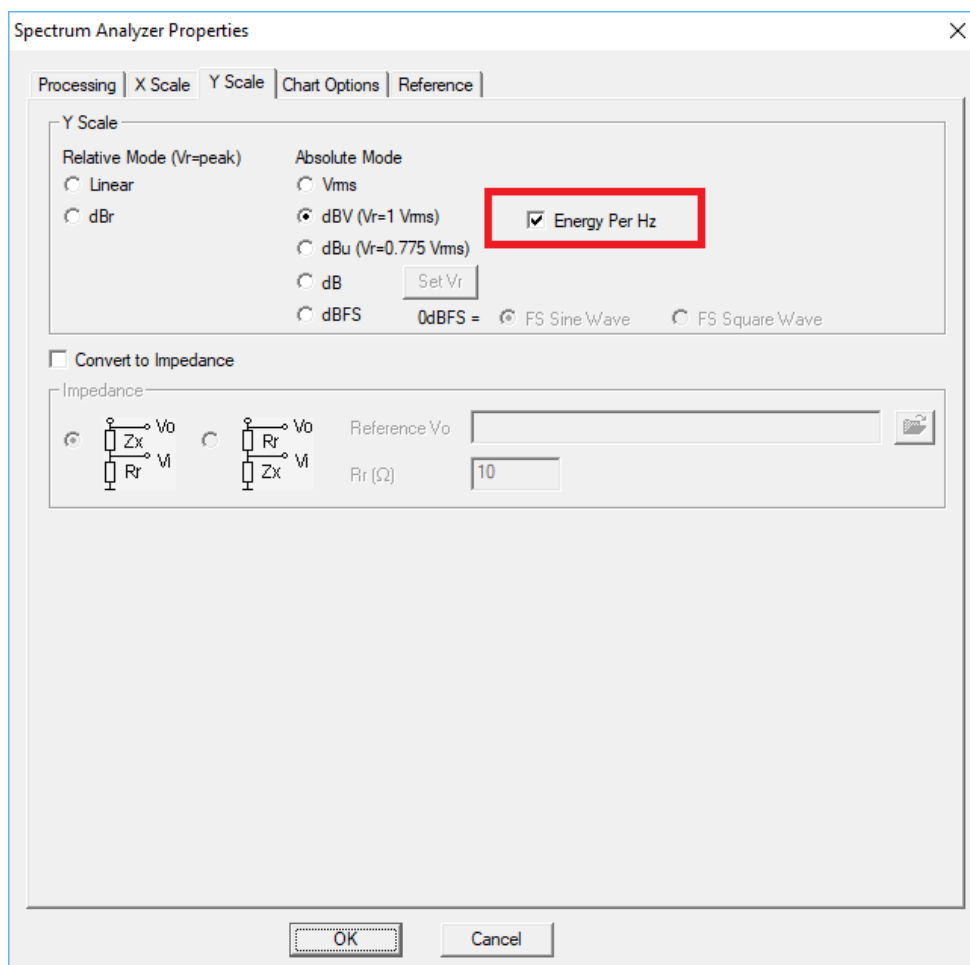 Spectrum Analyzer Properties
Processing X Scale Y Scale Chart Options Reference
Y Scale
Relative Mode (Vr=peak) Absolute Mode
Linear Vrms
dBr dBV (Vr=1 Vrms) Energy Per Hz
dBu (Vr=0.775 Vrms)
dB Set Vr
dBFS 0dBFS = FS Sine Wave FS Square Wave
Convert to Impedance
Impedance
Vo Vo Reference Vo
Zx Rr
Vi Vi
Rr Zx Rr (Ω) 10
OK Cancel